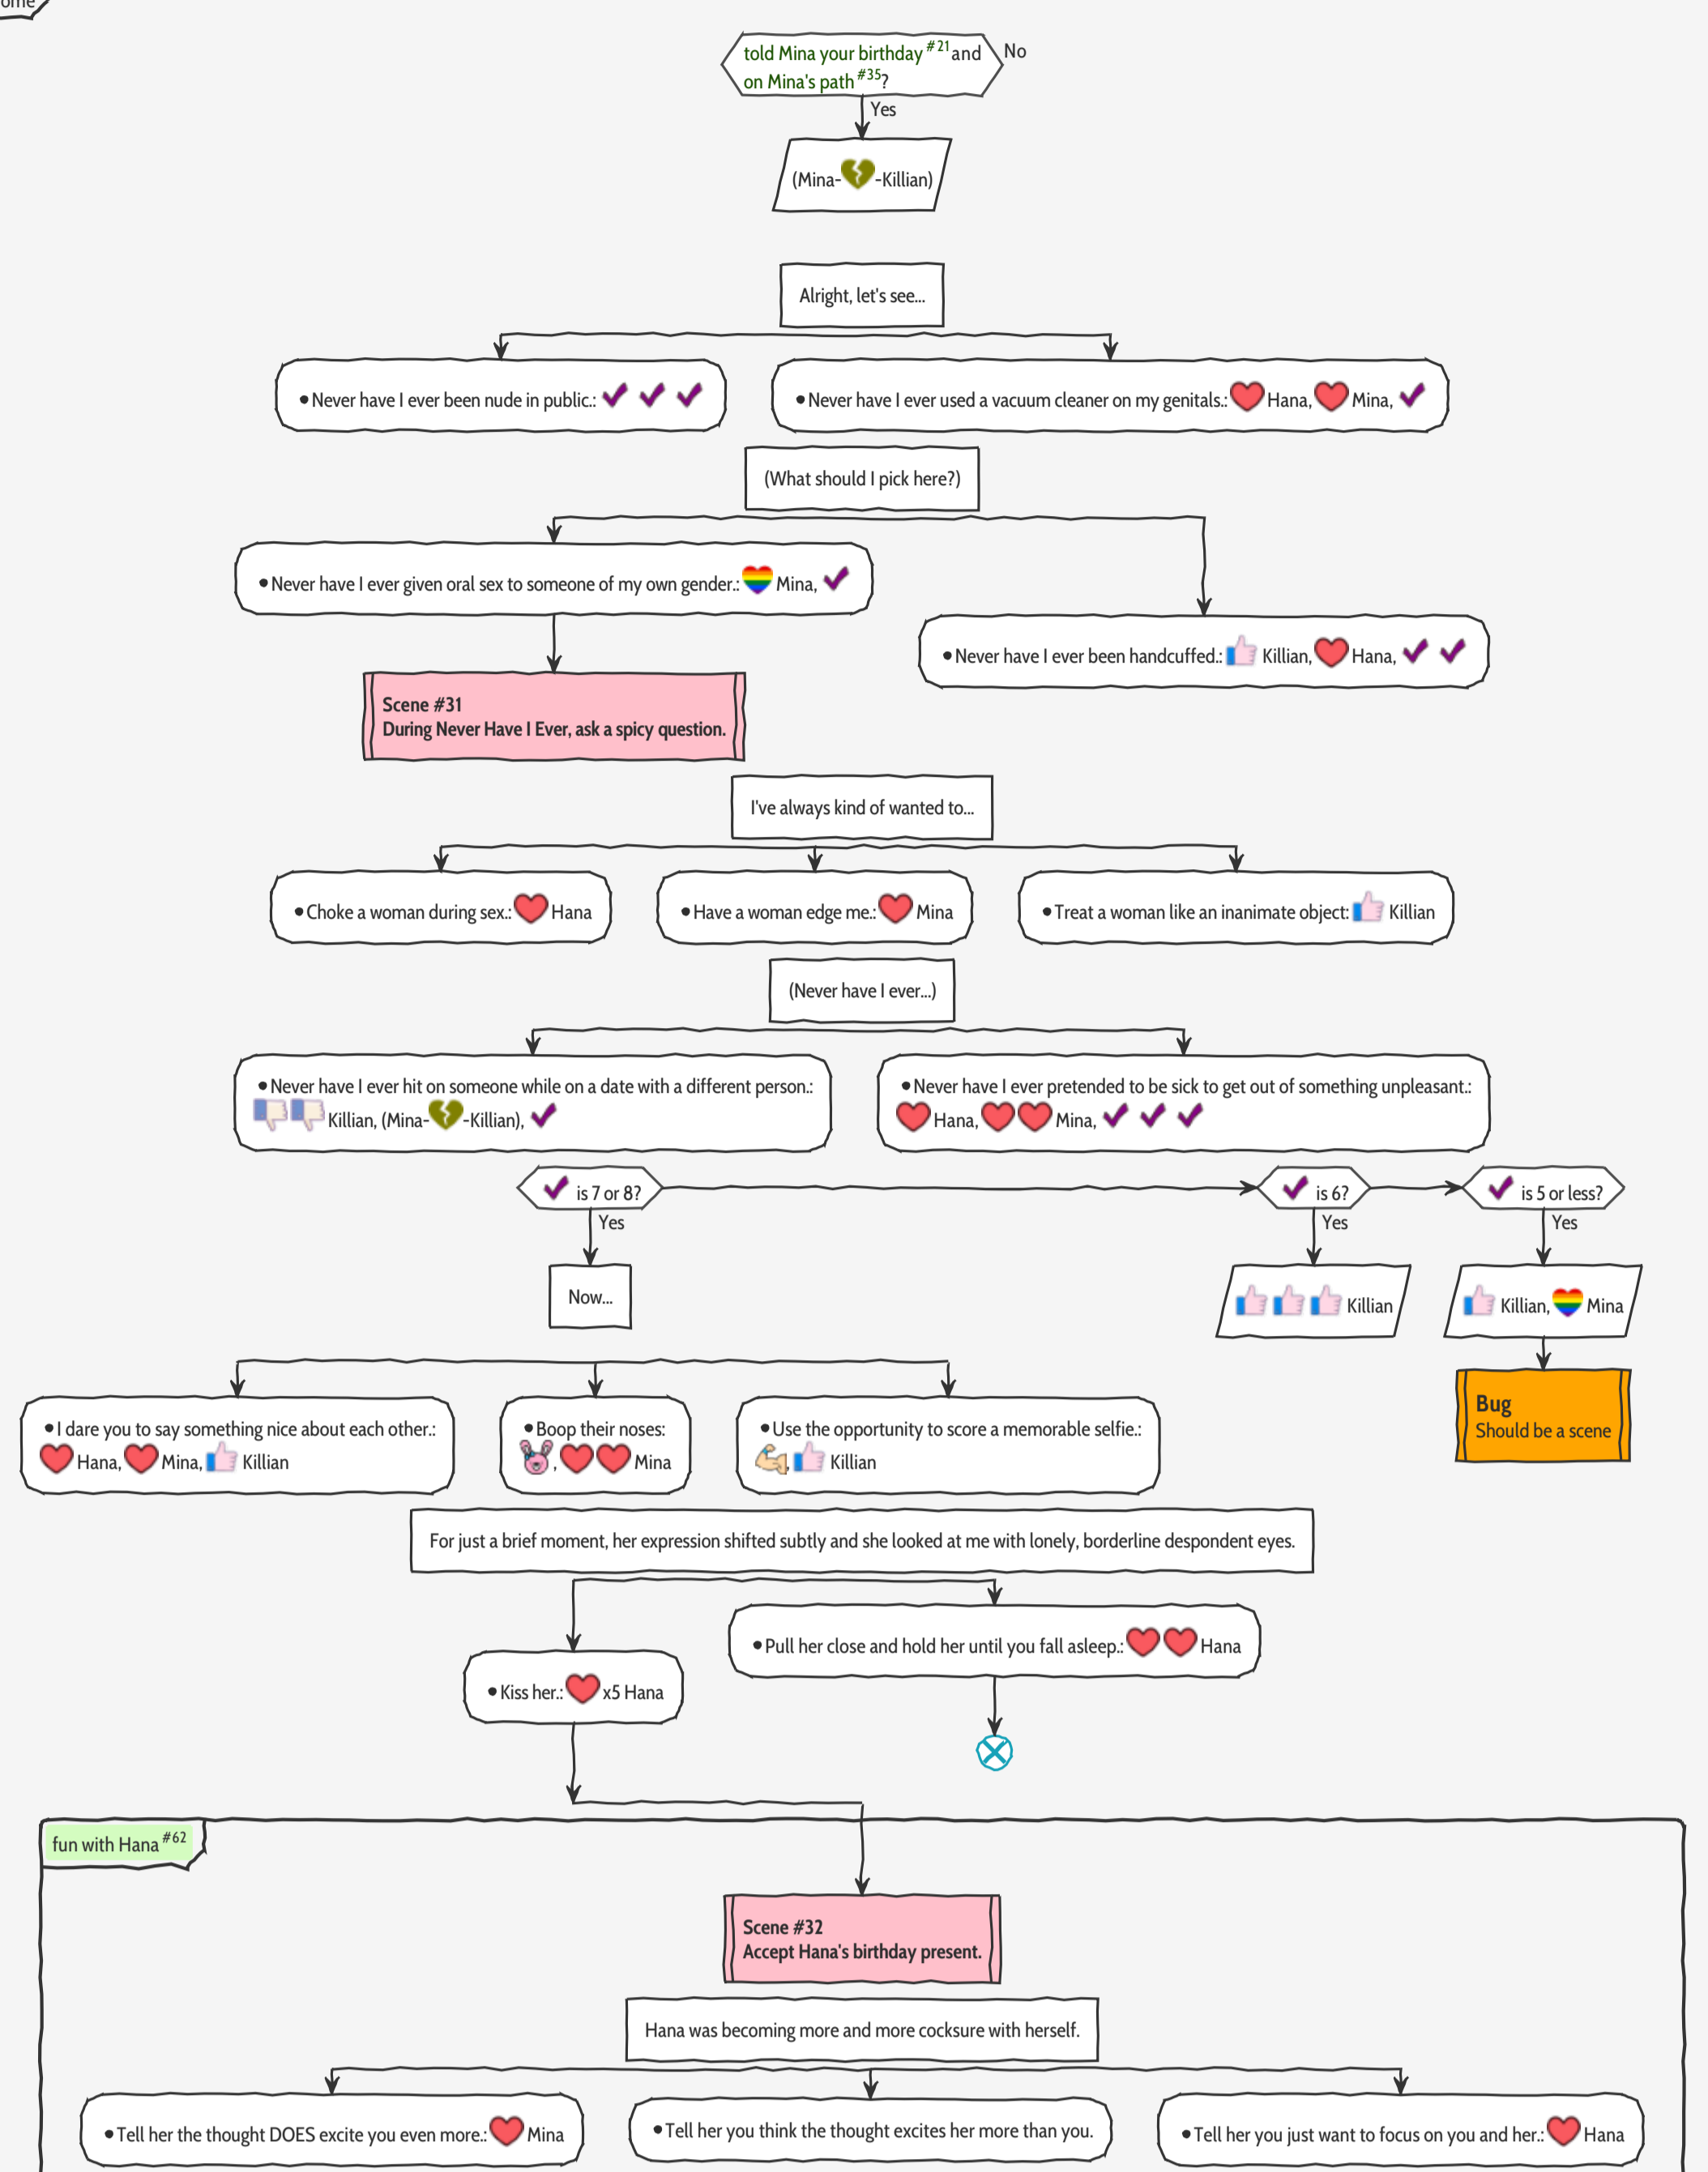 ome
told Mina your birthday #21 and
on Mina's path #35?
No
Yes
(Mina- -Killian)
Alright, let's see...
•Never have I ever been nude in public.:
•Never have I ever used a vacuum cleaner on my genitals.: Hana, Mina,
(What should I pick here?)
•Never have I ever given oral sex to someone of my own gender.: Mina,
•Never have I ever been handcuffed.: Killian, Hana,
Scene #31
During Never Have I Ever, ask a spicy question.
I've always kind of wanted to...
•Choke a woman during sex.: Hana
•Have a woman edge me.: Mina
•Treat a woman like an inanimate object: Killian
(Never have I ever...)
•Never have I ever hit on someone while on a date with a different person.:
Killian, (Mina- -Killian),
•Never have I ever pretended to be sick to get out of something unpleasant.:
Hana, Mina,
is 7 or 8?
is 6?
is 5 or less?
Yes
Yes
Yes
Now...
Killian
Killian, Mina
Bug
Should be a scene
•I dare you to say something nice about each other.:
Hana, Mina, Killian
•Boop their noses:
, Mina
•Use the opportunity to score a memorable selfie.:
, Killian
For just a brief moment, her expression shifted subtly and she looked at me with lonely, borderline despondent eyes.
•Pull her close and hold her until you fall asleep.: Hana
•Kiss her.: x5 Hana
fun with Hana #62
Scene #32
Accept Hana's birthday present.
Hana was becoming more and more cocksure with herself.
•Tell her the thought DOES excite you even more.: Mina
•Tell her you think the thought excites her more than you.
•Tell her you just want to focus on you and her.: Hana